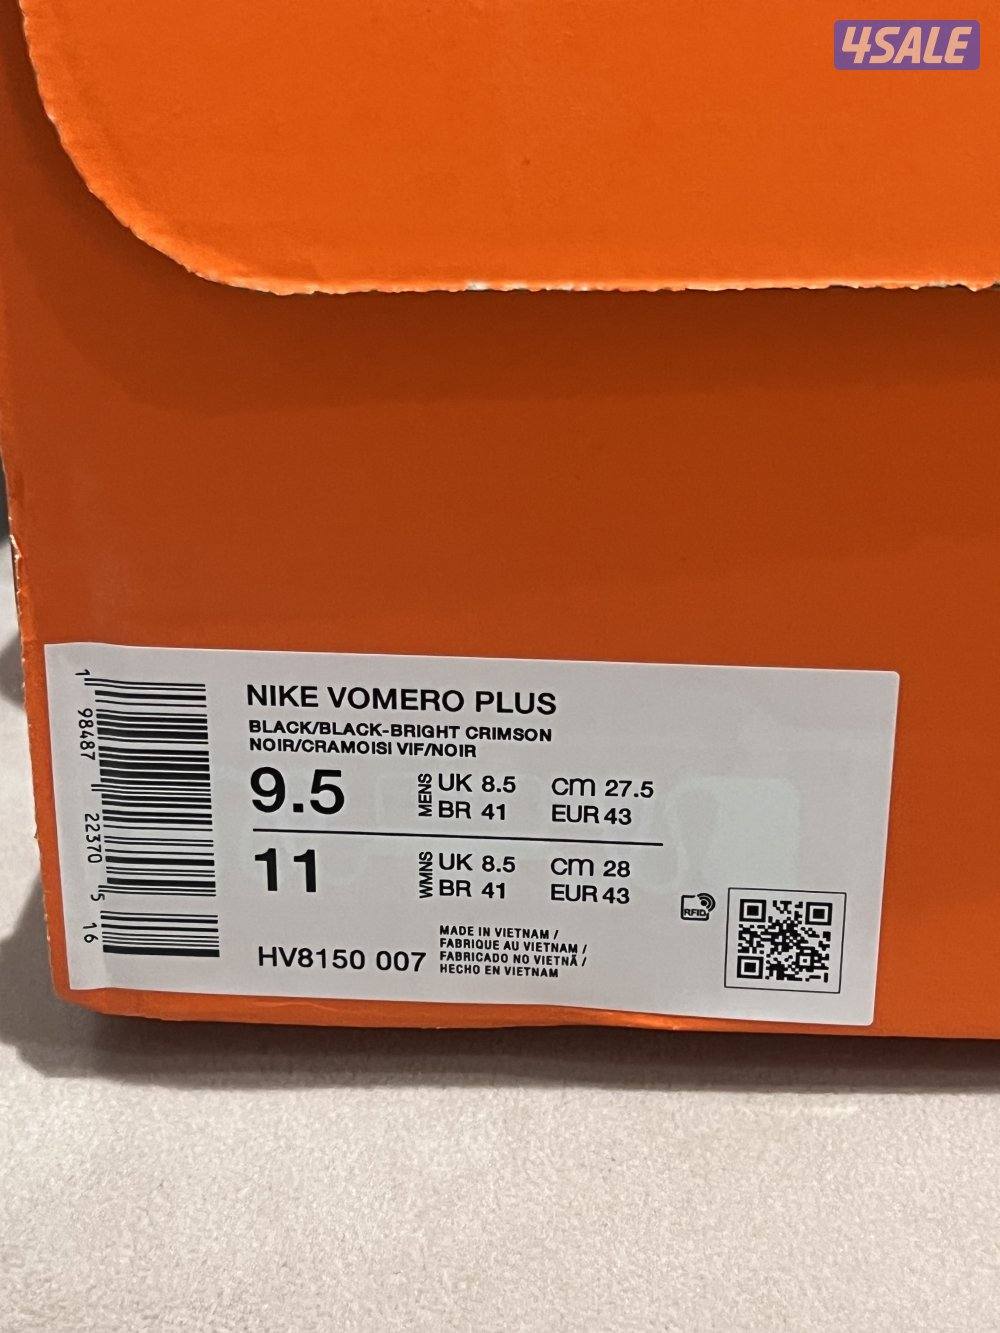 4SALE
NIKE VOMERO PLUS
BLACK/BLACK-BRIGHT CRIMSON
NOIR/CRAMOISI VIF/NOIR
9.5 MENS UK 8.5 CM 27.5
BR 41 EUR 43
11 WMNS UK 8.5 CM 28
BR 41 EUR 43
HV8150 007
MADE IN VIETNAM /
FABRIQUE AU VIETNAM /
FABRICADO NO VIETNÃ /
HECHO EN VIETNAM
RFID
1 98487 22370 5 16